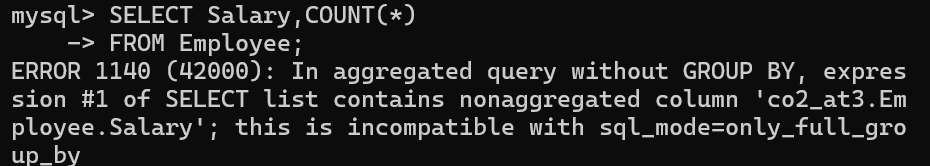 mysql> SELECT Salary,COUNT(*)
    -> FROM Employee;
ERROR 1140 (42000): In aggregated query without GROUP BY, expres
sion #1 of SELECT list contains nonaggregated column 'co2_at3.Em
ployee.Salary'; this is incompatible with sql_mode=only_full_gro
up_by